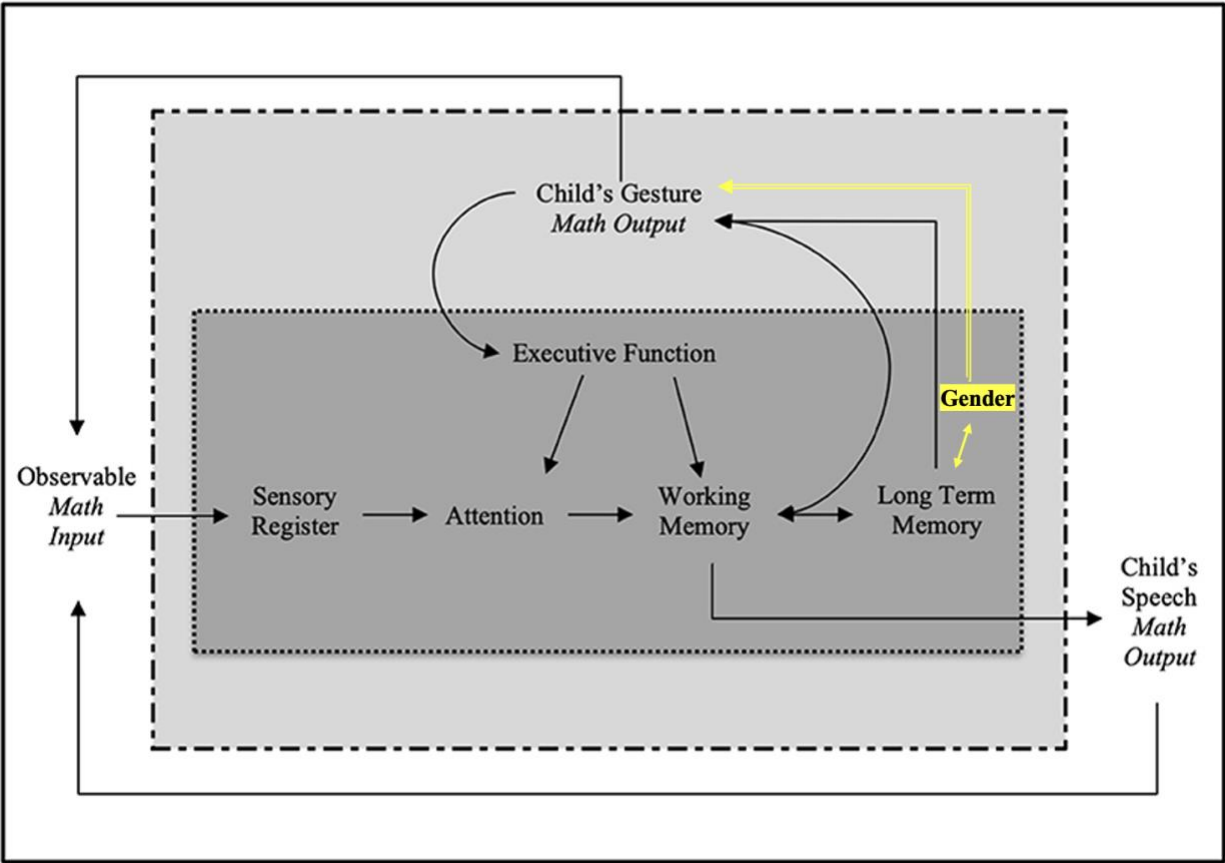 Child's Gesture
Math Output
Executive Function
Gender
Observable
Math
Input
Sensory
Register
Attention
Working
Memory
Long Term
Memory
Child's
Speech
Math
Output